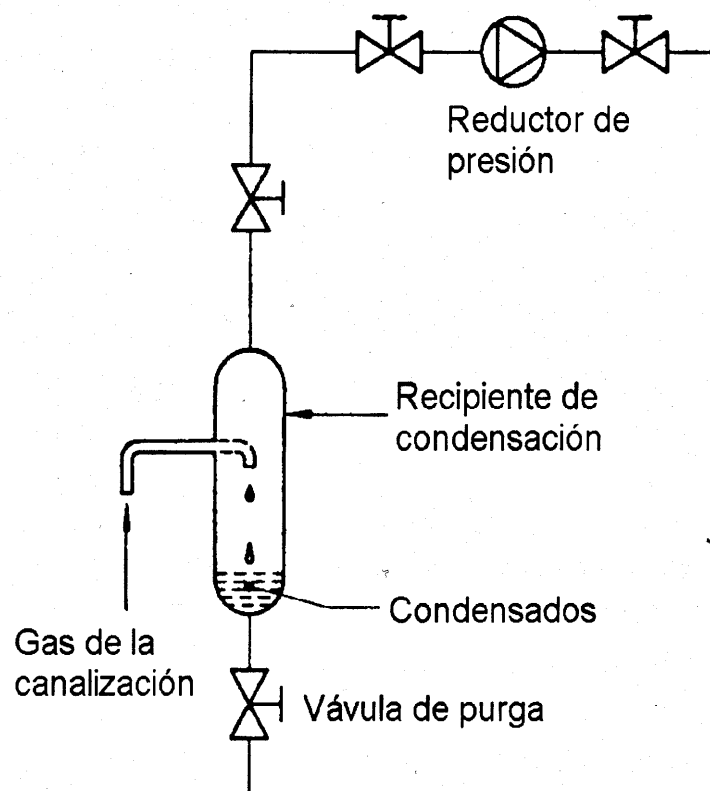 Reductor de
presión
Recipiente de
condensación
Condensados
Gas de la
canalización
Vávula de purga